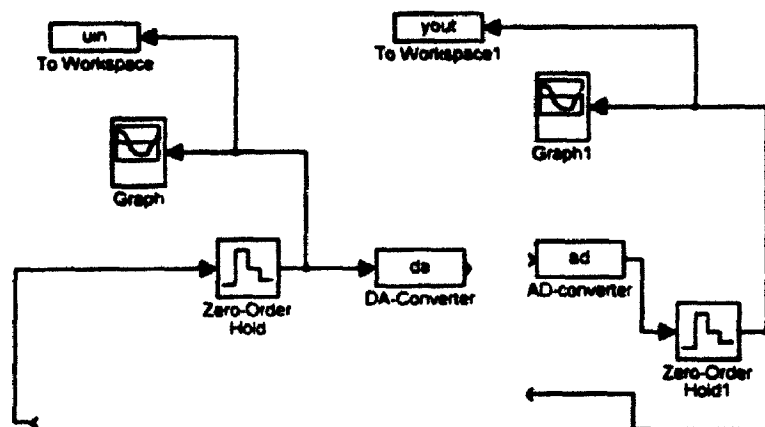 uin
To Workspace
yout
To Workspace1
Graph
Graph1
Zero-Order
Hold
da
DA-Converter
ad
AD-converter
Zero-Order
Hold1